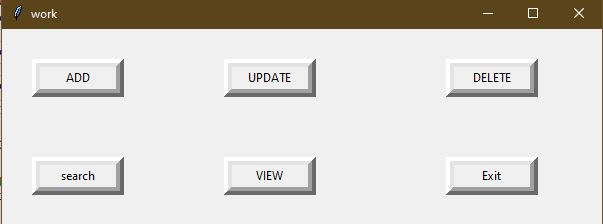 work
ADD UPDATE DELETE
search VIEW Exit